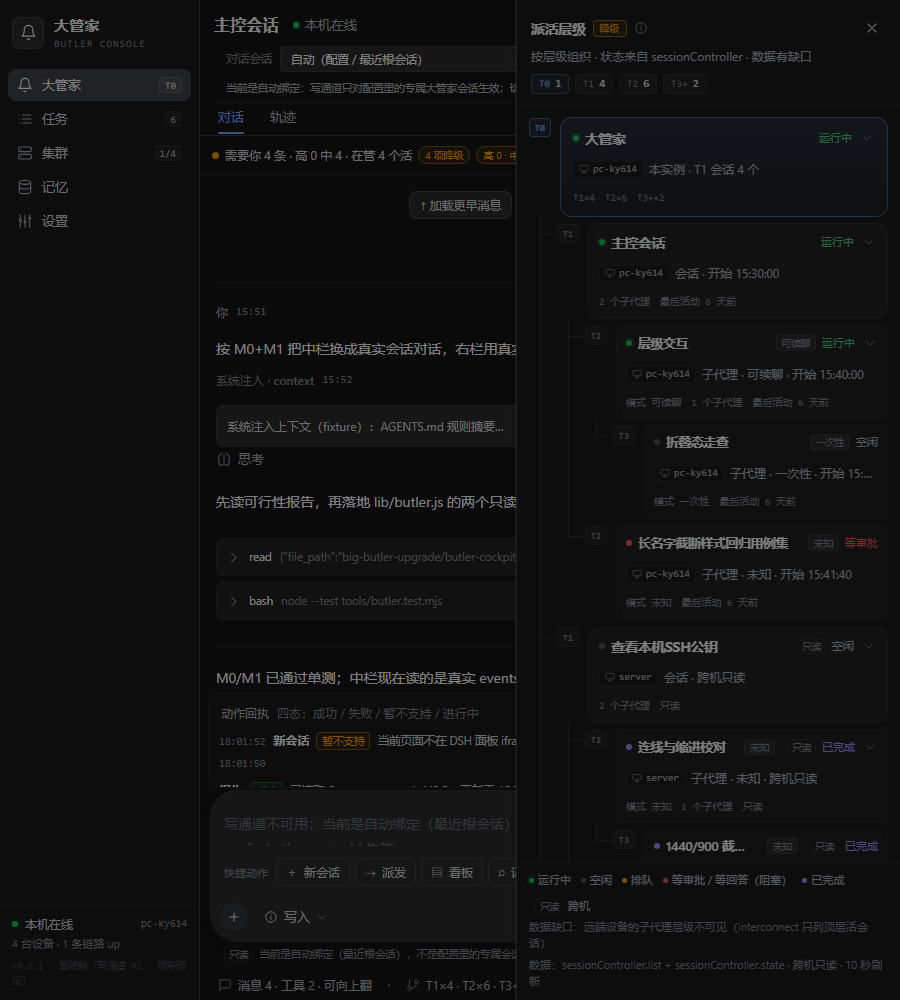 大管家
BUTLER CONSOLE
大管家 T0
任务 6
集群 1/4
记忆
设置
本机在线 pc-ky614
4 台设备 · 1 条链路 up
主控会话 本机在线
对话会话 自动（配置 / 最近根会话）
当前是自动绑定：写通道只对配置里的专属大管家会话生效；
对话 轨迹
需要你 4 条 · 高 0 中 4 · 在管 4 个活 4 项降级 高 0 ·
↑ 加载更早消息
你 15:51
按 M0+M1 把中栏换成真实会话对话，右栏用真
系统注入 · context 15:52
系统注入上下文（fixture）：AGENTS.md 规则摘要...
思考
先读可行性报告，再落地 lib/butler.js 的两个只读
read {"file_path":"big-butler-upgrade/butler-cockpit
bash node --test tools/butler.test.mjs
M0/M1 已通过单测；中栏现在读的是真实 events
动作回执 四态：成功 / 失败 / 暂不支持 / 进行中
18:01:52 新会话 暂不支持 当前页面不在 DSH 面板 ifra
18:01:50
写通道不可用：当前是自动绑定（最近根会话）
快捷动作 + 新会话 → 派发 看板
+ 写入
只读 当前是自动绑定（最近根会话），不是配置里的专属会
消息 4 · 工具 2 · 可向上翻 · T1×4 · T2×6 · T3+
派活层级 降级
按层级组织 · 状态来自 sessionController · 数据有缺口
T0 1 T1 4 T2 6 T3+ 2
T0 大管家 运行中
pc-ky614 本实例 · T1 会话 4 个
T1×4 T2×6 T3+×2
T1 主控会话 运行中
pc-ky614 会话 · 开始 15:30:00
2 个子代理 最后活动 6 天前
T2 层级交互 可续聊 运行中
pc-ky614 子代理 · 可续聊 · 开始 15:40:00
模式 可续聊 1 个子代理 最后活动 6 天前
T3 折叠态走查 一次性 空闲
pc-ky614 子代理 · 一次性 · 开始 15:...
模式 一次性 最后活动 6 天前
T2 长名字截断样式回归用例集 未知 等审批
pc-ky614 子代理 · 未知 · 开始 15:41:40
模式 未知 最后活动 6 天前
T1 查看本机SSH公钥 只读 空闲
server 会话 · 跨机只读
2 个子代理 只读
T2 连线与缩进校对 未知 只读 已完成
server 子代理 · 未知 · 跨机只读
模式 未知 1 个子代理 只读
T3 1440/900 截... 未知 只读 已完成
运行中 空闲 排队 等审批 / 等回答（阻塞） 已完成
只读 跨机
数据缺口：远端设备的子代理层级不可见（interconnect 只列顶层活会
话）
数据：sessionController.list + sessionController.state · 跨机只读 · 10 秒刷
新